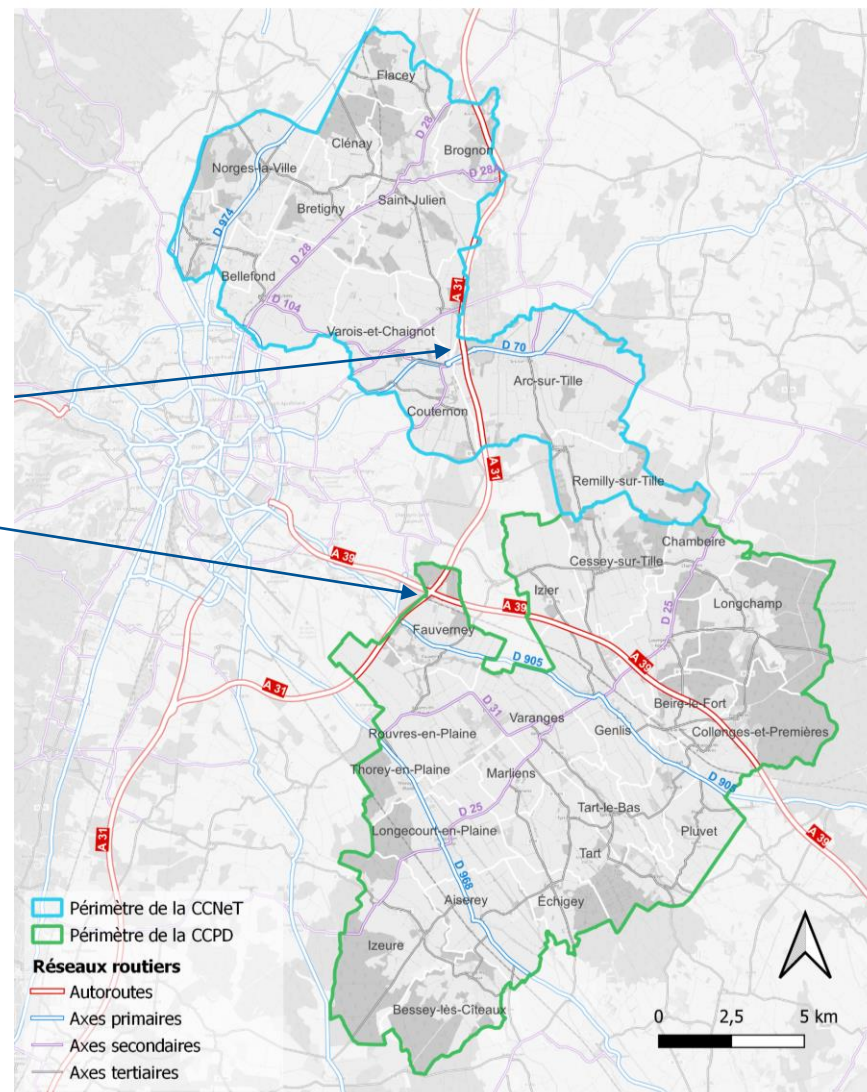 Flacey
D 28
Clénay
Brognon
Norges-la-Ville
D 28A
Saint-Julien
Bretigny
D 974
D 28
Bellefond
A 31
D 104
Varois-et-Chaignot
D 70
Arc-sur-Tille
Couternon
A 31
Remilly-sur-Tille
Chambeire
A 39
Cessey-sur-Tille
Izier
Longchamp
A 39
D 25
Fauverney
D 905
A 39
A 31
Beire-le-Fort
D 31
Varanges
Genlis
Collonges-et-Premières
Rouvres-en-Plaine
Thorey-en-Plaine
Marliens
D 905
D 25
Tart-le-Bas
Longecourt-en-Plaine
Pluvet
A 31
Tart
A 39
D 968
Aiserey
Échigey
Izeure
Bessey-lès-Cîteaux
Périmètre de la CCNeT
Périmètre de la CCPD
Réseaux routiers
Autoroutes
Axes primaires
Axes secondaires
Axes tertiaires
0 2,5 5 km